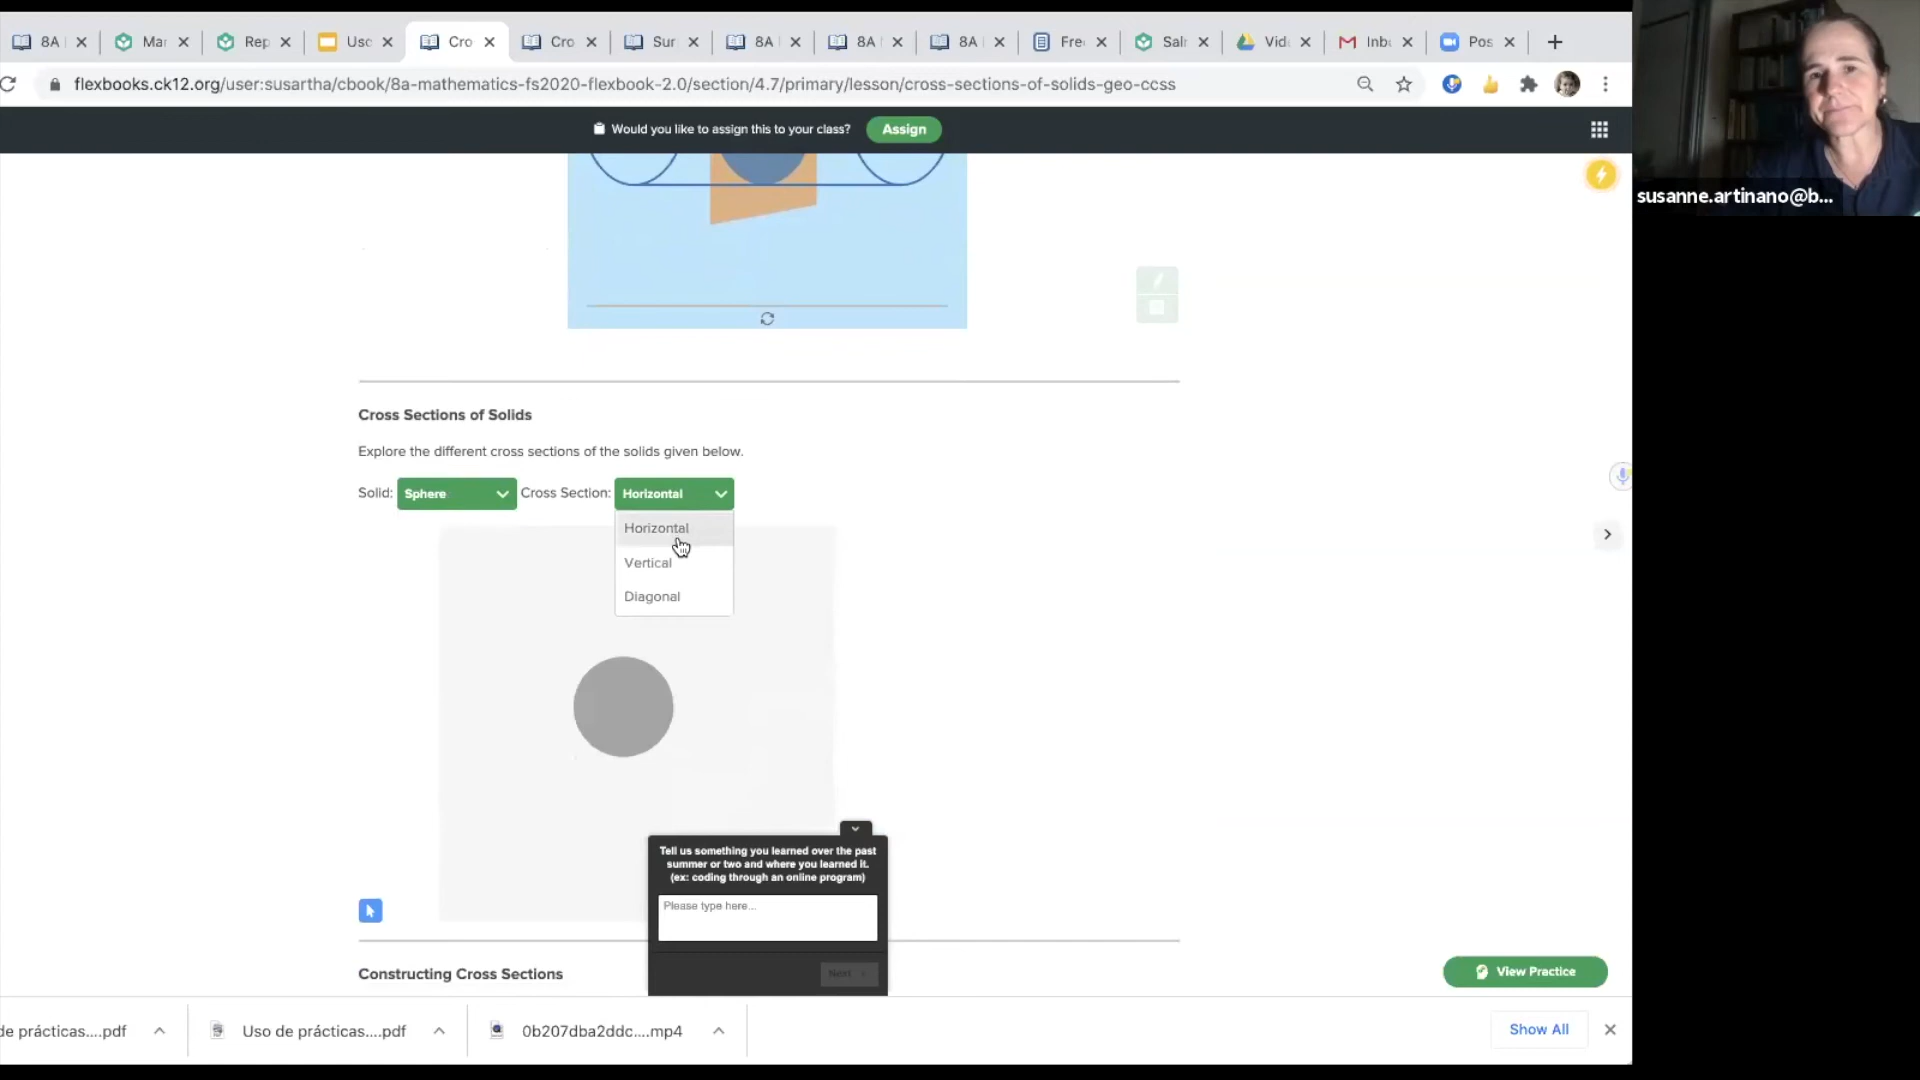 8A
Mar
Rep
Uso
Cro
Cro
Sur
8A
8A
8A
Fre
Salr
Vid
Inb
Pos
flexbooks.ck12.org/user:susartha/cbook/8a-mathematics-fs2020-flexbook-2.0/section/4.7/primary/lesson/cross-sections-of-solids-geo-ccss
Would you like to assign this to your class?
Assign
susanne.artinano@b...
Cross Sections of Solids
Explore the different cross sections of the solids given below.
Solid: Sphere Cross Section: Horizontal
Horizontal
Vertical
Diagonal
Tell us something you learned over the past
summer or two and where you learned it.
(ex: coding through an online program)
Please type here...
Next
Constructing Cross Sections
View Practice
de prácticas....pdf
Uso de prácticas....pdf
0b207dba2ddc....mp4
Show All